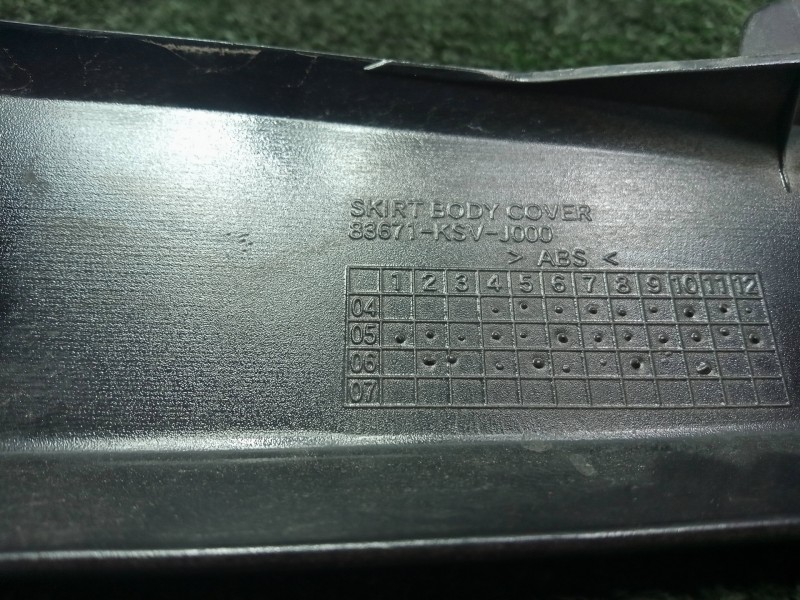 SKIRT BODY COVER
83671-KSV-J000
> ABS <
1 2 3 4 5 6 7 8 9 10 11 12
04
05
06
07